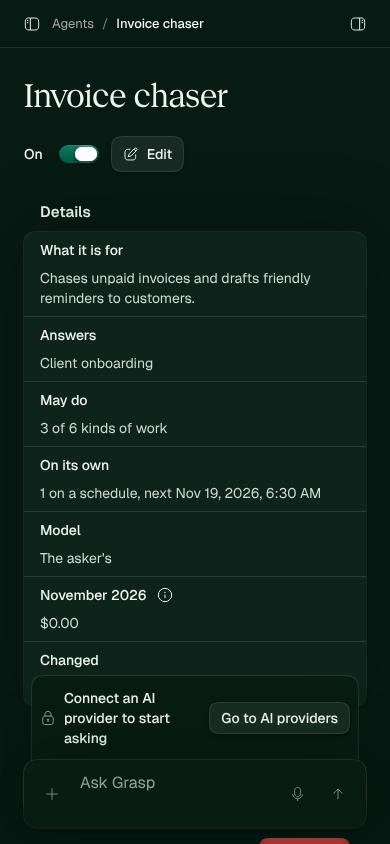 Agents / Invoice chaser
Invoice chaser
On
Edit
Details
What it is for
Chases unpaid invoices and drafts friendly
reminders to customers.
Answers
Client onboarding
May do
3 of 6 kinds of work
On its own
1 on a schedule, next Nov 19, 2026, 6:30 AM
Model
The asker's
November 2026
$0.00
Changed
Connect an AI
provider to start
asking
Go to AI providers
Ask Grasp